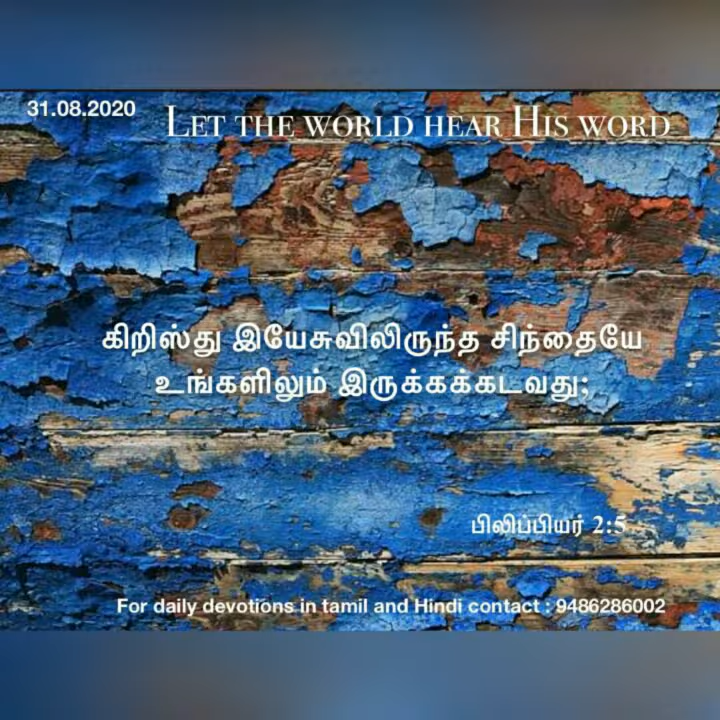 31.08.2020
LET THE WORLD HEAR HIS WORD
கிறிஸ்து இயேசுவிலிருந்த சிந்தையே
உங்களிலும் இருக்கக்கடவது;
பிலிப்பியர் 2:5
For daily devotions in tamil and Hindi contact : 9486286002